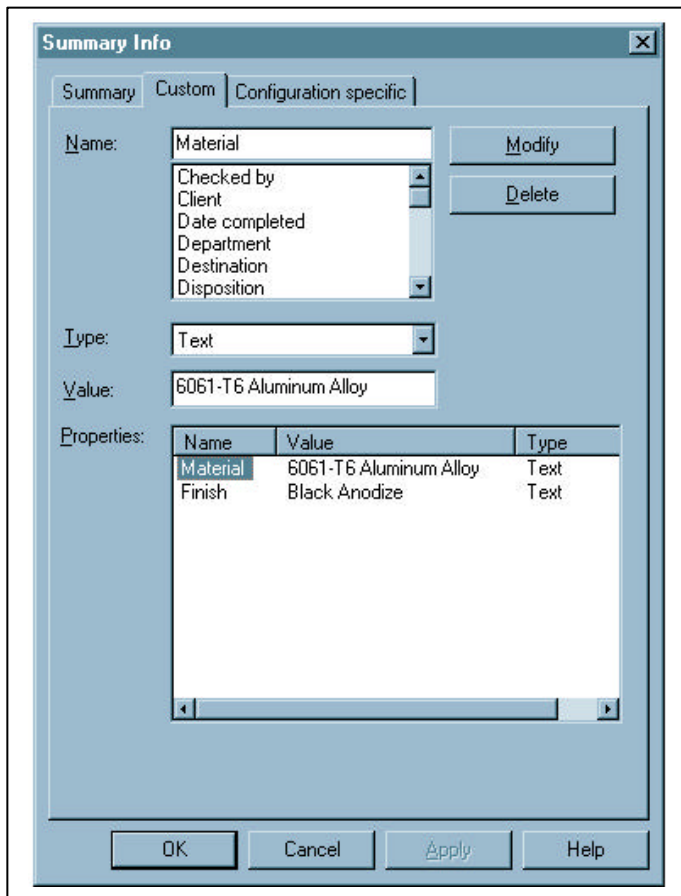 Summary Info
Summary Custom Configuration specific
Name: Material Modify
Checked by
Client
Date completed
Department
Destination
Disposition
Delete
Type: Text
Value: 6061-T6 Aluminum Alloy
Properties: Name Value Type
Material 6061-T6 Aluminum Alloy Text
Finish Black Anodize Text
OK Cancel Apply Help